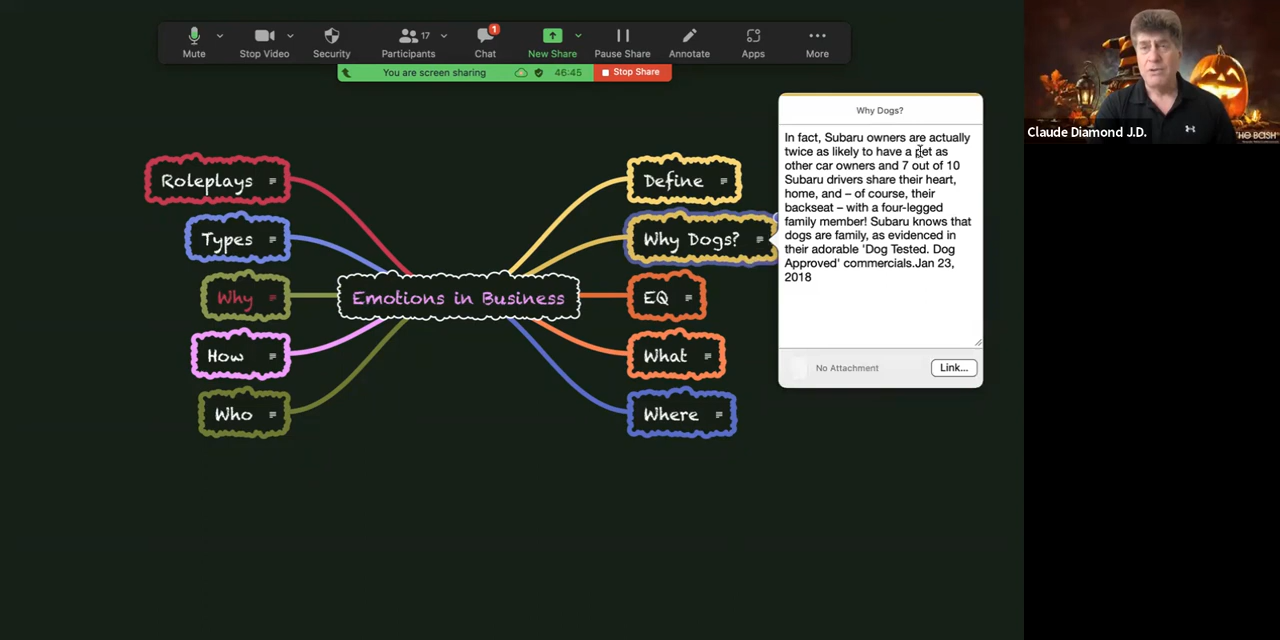 Mute
Stop Video
Security
Participants
17
Chat
1
New Share
Pause Share
Annotate
Apps
More
You are screen sharing
46:45
Stop Share
Claude Diamond J.D.
THE BASH
Roleplays
Types
Why
How
Who
Emotions in Business
Define
Why Dogs?
EQ
What
Where
Why Dogs?
In fact, Subaru owners are actually
twice as likely to have a pet as
other car owners and 7 out of 10
Subaru drivers share their heart,
home, and – of course, their
backseat – with a four-legged
family member! Subaru knows that
dogs are family, as evidenced in
their adorable 'Dog Tested. Dog
Approved' commercials.Jan 23,
2018
No Attachment
Link...